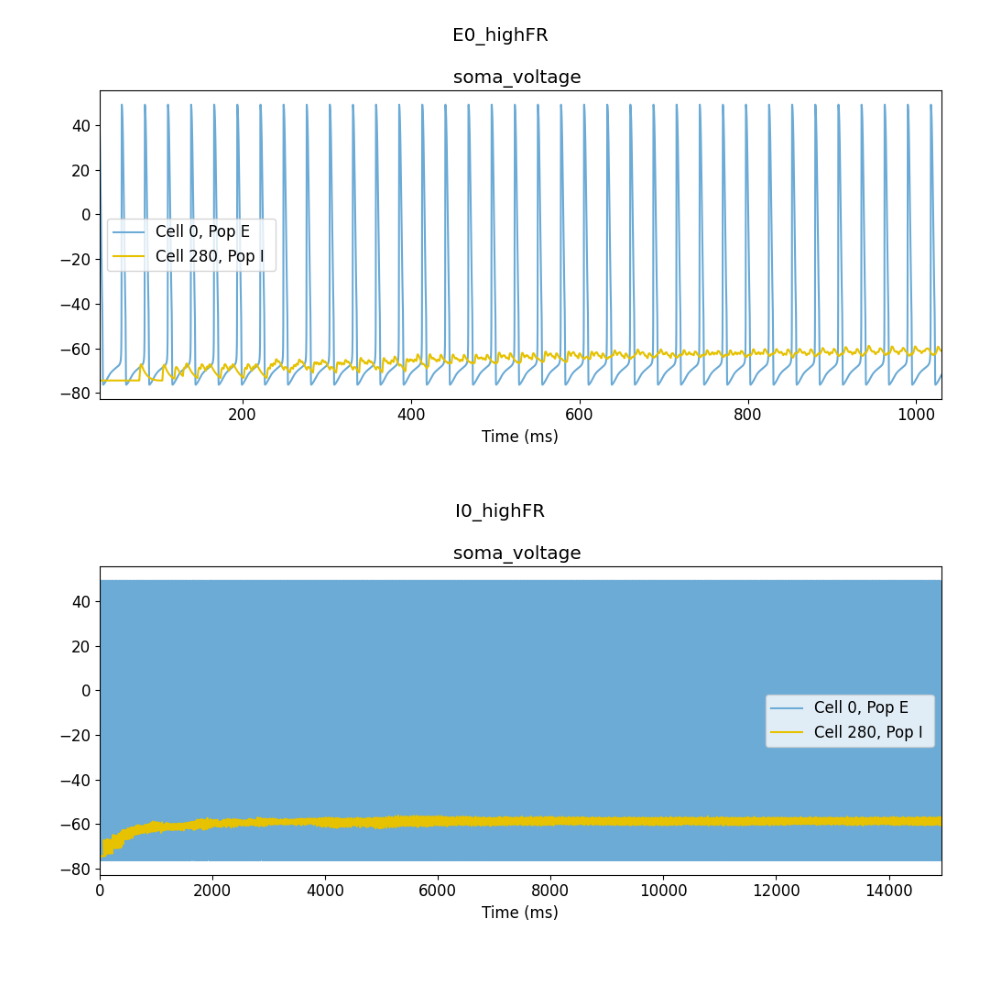 E0_highFR
soma_voltage
40
20
0
−20
−40
−60
−80
Cell 0, Pop E
Cell 280, Pop I
200 400 600 800 1000
Time (ms)
I0_highFR
soma_voltage
40
20
0
−20
−40
−60
−80
Cell 0, Pop E
Cell 280, Pop I
0 2000 4000 6000 8000 10000 12000 14000
Time (ms)